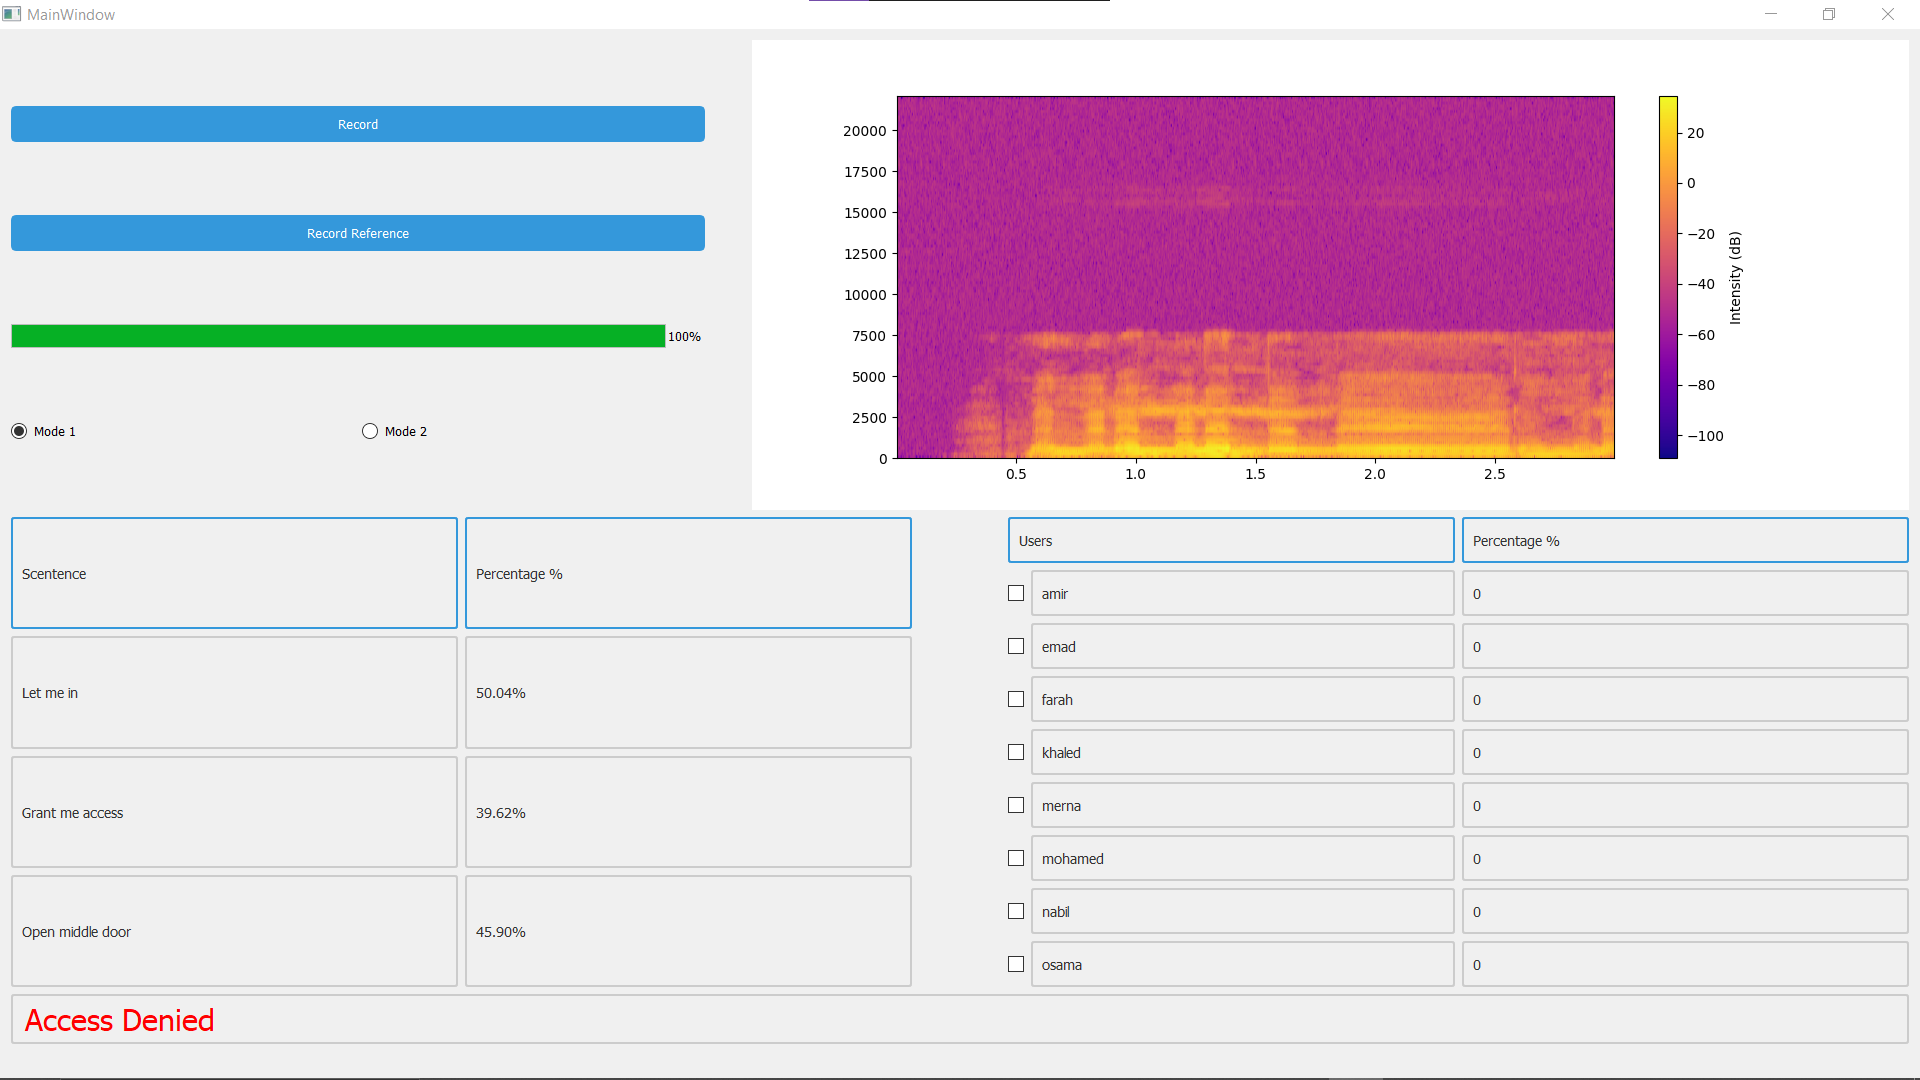 MainWindow
Record
Record Reference
100%
Mode 1 Mode 2
20000
17500
15000
12500
10000
7500
5000
2500
0
0.5 1.0 1.5 2.0 2.5
20
0
−20
−40
−60
−80
−100
Intensity (dB)
Scentence Percentage %
Let me in 50.04%
Grant me access 39.62%
Open middle door 45.90%
Users Percentage %
amir 0
emad 0
farah 0
khaled 0
merna 0
mohamed 0
nabil 0
osama 0
Access Denied